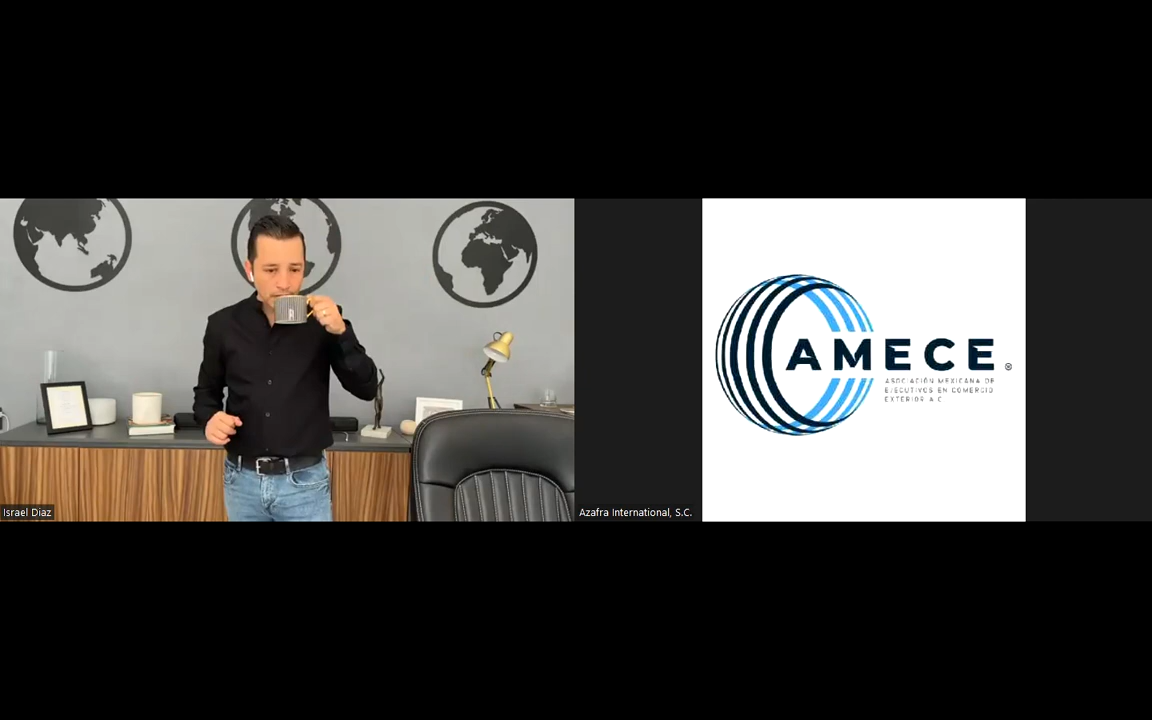 Israel Diaz
Azafra International, S.C.
AMECE
®
ASOCIACIÓN MEXICANA DE
EJECUTIVOS EN COMERCIO
EXTERIOR A.C.